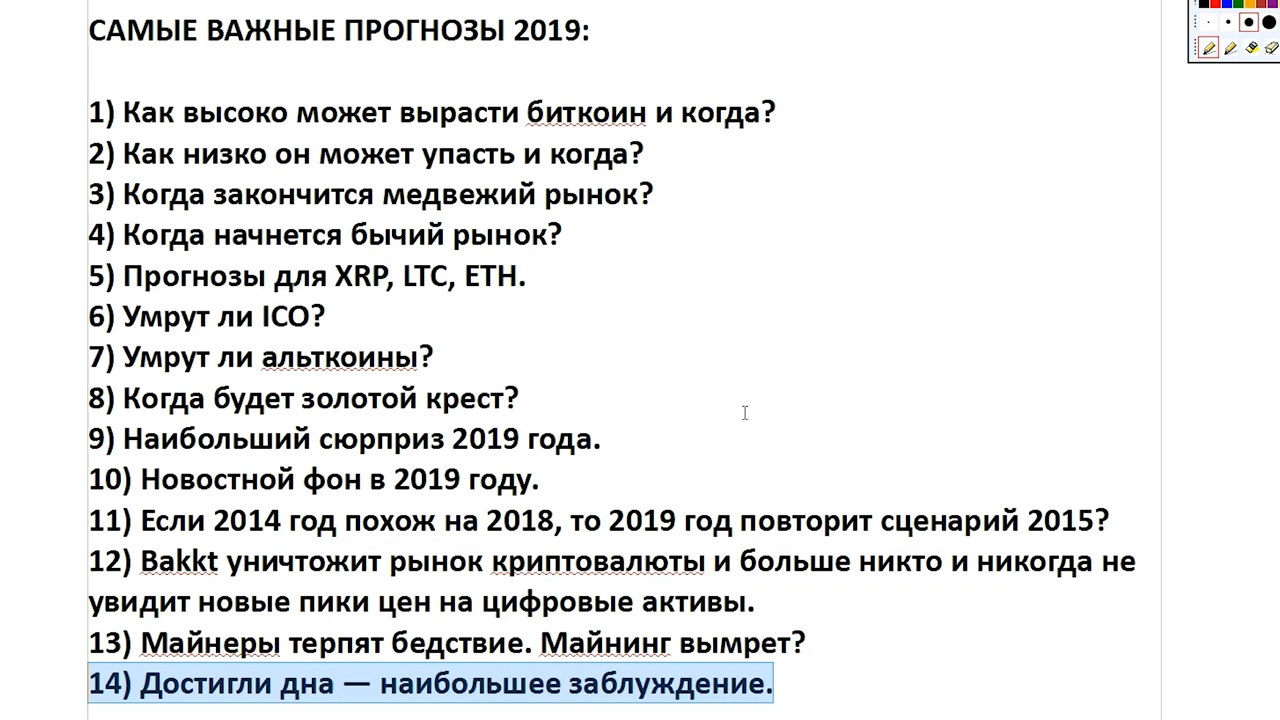 САМЫЕ ВАЖНЫЕ ПРОГНОЗЫ 2019:
1) Как высоко может вырасти биткоин и когда?
2) Как низко он может упасть и когда?
3) Когда закончится медвежий рынок?
4) Когда начнется бычий рынок?
5) Прогнозы для XRP, LTC, ETH.
6) Умрут ли ICO?
7) Умрут ли альткоины?
8) Когда будет золотой крест?
9) Наибольший сюрприз 2019 года.
10) Новостной фон в 2019 году.
11) Если 2014 год похож на 2018, то 2019 год повторит сценарий 2015?
12) Bakkt уничтожит рынок криптовалюты и больше никто и никогда не
увидит новые пики цен на цифровые активы.
13) Майнеры терпят бедствие. Майнинг вымрет?
14) Достигли дна — наибольшее заблуждение.